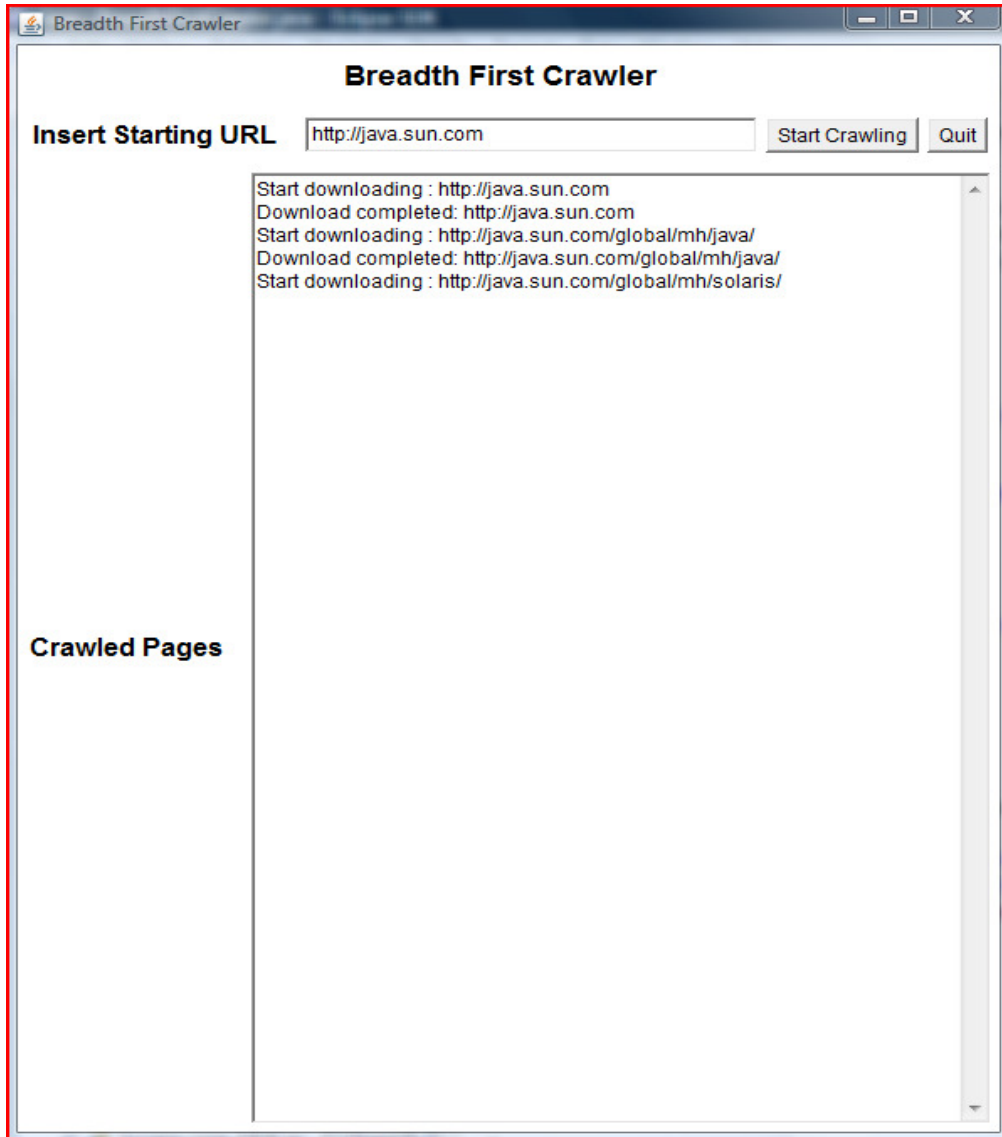 Breadth First Crawler
Breadth First Crawler
Insert Starting URL http://java.sun.com Start Crawling Quit
Start downloading : http://java.sun.com
Download completed: http://java.sun.com
Start downloading : http://java.sun.com/global/mh/java/
Download completed: http://java.sun.com/global/mh/java/
Start downloading : http://java.sun.com/global/mh/solaris/
Crawled Pages